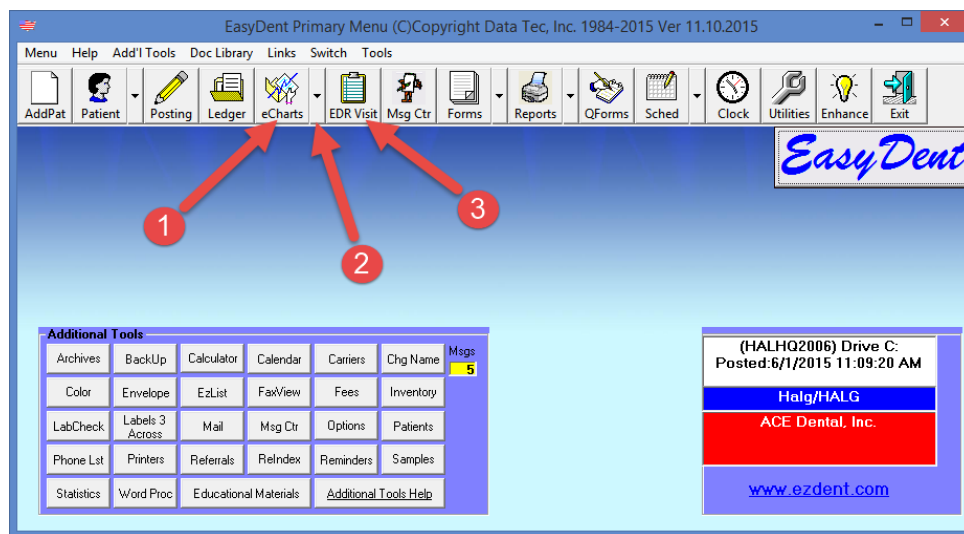 EasyDent Primary Menu (C)Copyright Data Tec, Inc. 1984-2015 Ver 11.10.2015
Menu Help Add'l Tools Doc Library Links Switch Tools
AddPat Patient Posting Ledger eCharts EDR Visit Msg Ctr Forms Reports QForms Sched Clock Utilities Enhance Exit
EasyDent
1
3
2
Additional Tools
Archives BackUp Calculator Calendar Carriers Chg Name Msgs
5
Color Envelope EzList FaxView Fees Inventory
LabCheck Labels 3 Across Mail Msg Ctr Options Patients
Phone Lst Printers Referrals ReIndex Reminders Samples
Statistics Word Proc Educational Materials Additional Tools Help
(HALHQ2006) Drive C:
Posted:6/1/2015 11:09:20 AM
Halg/HALG
ACE Dental, Inc.
www.ezdent.com